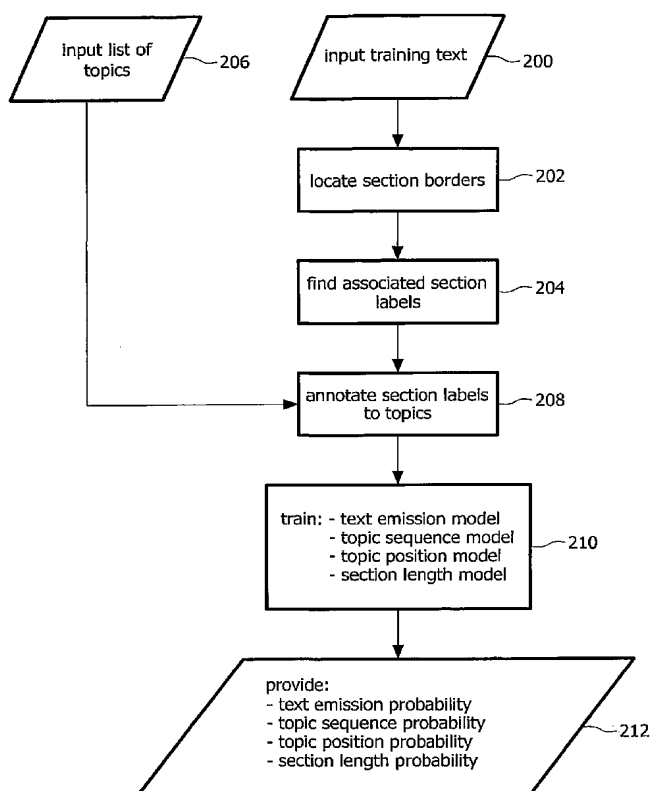 input list of
topics
206
input training text
200
locate section borders
202
find associated section
labels
204
annotate section labels
to topics
208
train: - text emission model
- topic sequence model
- topic position model
- section length model
210
provide:
- text emission probability
- topic sequence probability
- topic position probability
- section length probability
212